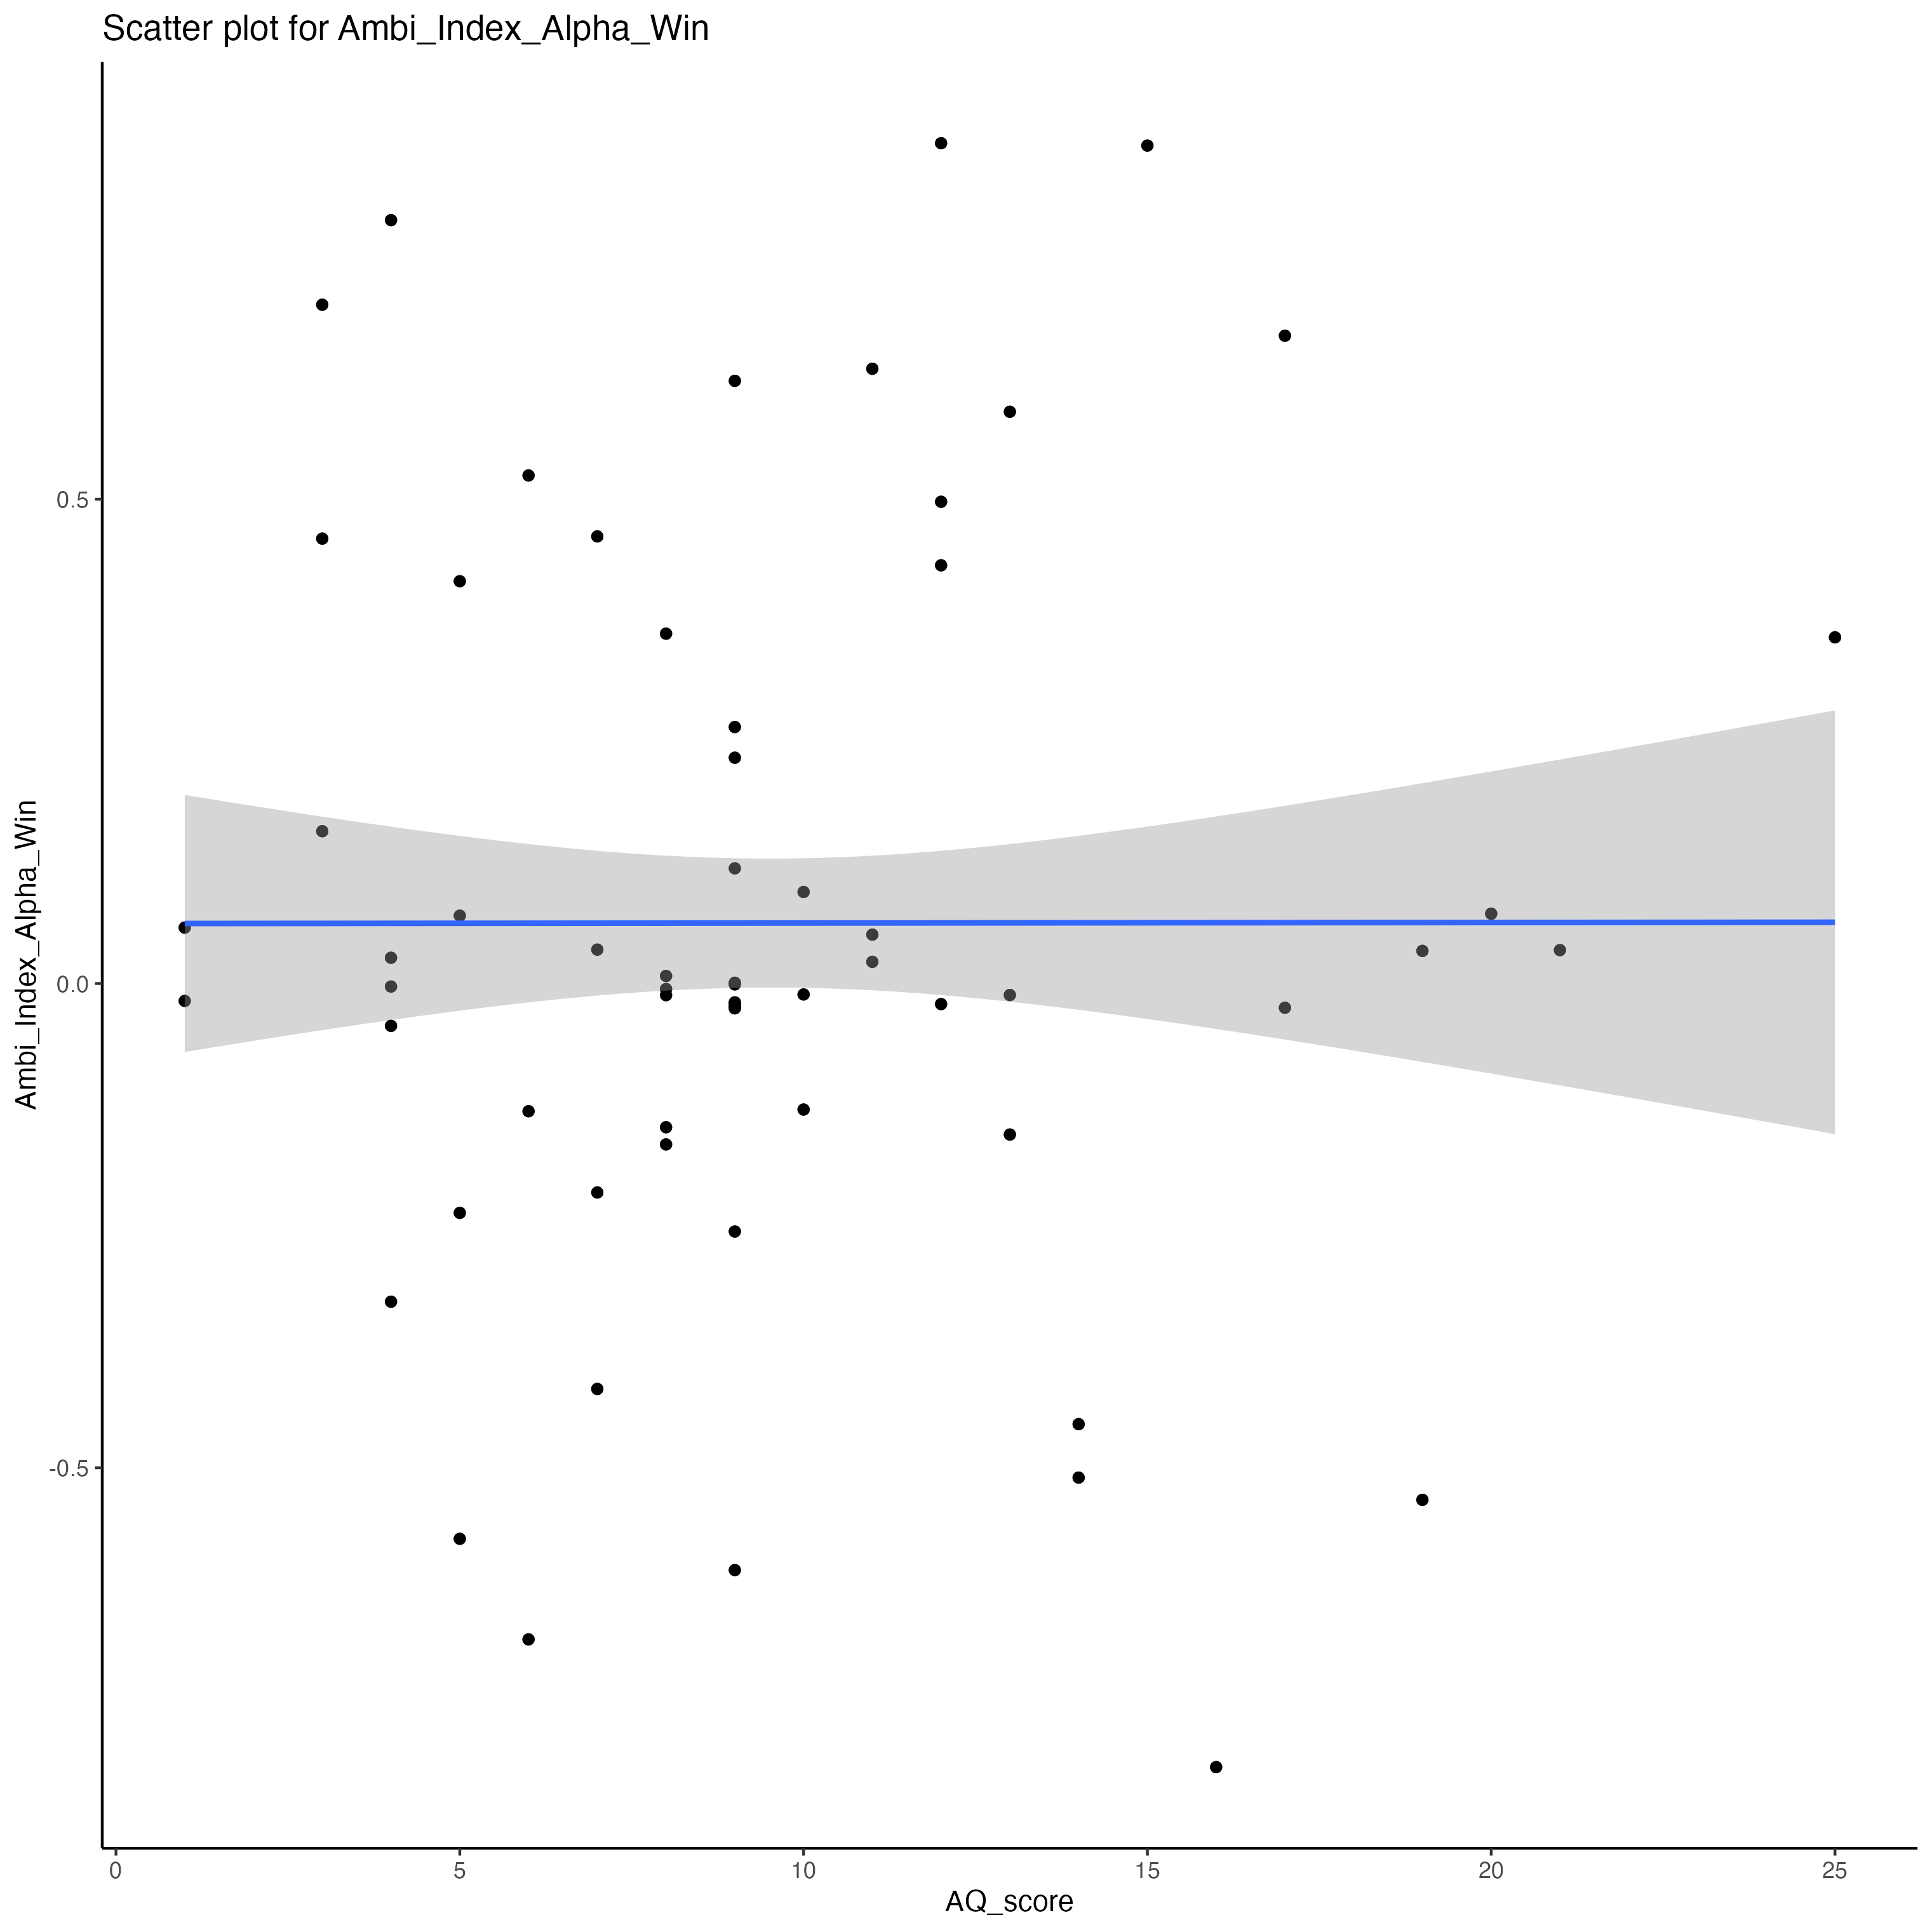 Scatter plot for Ambi_Index_Alpha_Win
Ambi_Index_Alpha_Win
0.5
0.0
-0.5
0 5 10 15 20 25
AQ_score